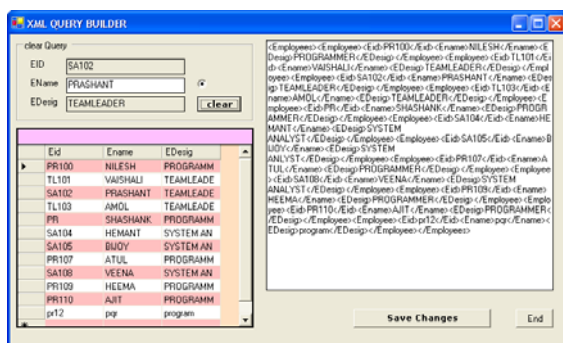 XML QUERY BUILDER
clear Query
EID SA102
EName PRASHANT
EDesig TEAMLEADER clear
Eid Ename EDesig
PR100 NILESH PROGRAMM
TL101 VAISHALI TEAMLEADE
SA102 PRASHANT TEAMLEADE
TL103 AMOL TEAMLEADE
PR SHASHANK PROGRAMM
SA104 HEMANT SYSTEM AN
SA105 BIJOY SYSTEM AN
PR107 ATUL PROGRAMM
SA108 VEENA SYSTEM AN
PR109 HEEMA PROGRAMM
PR110 AJIT PROGRAMM
pr12 pqr program
<Employees><Employee><Eid>PR100</Eid><Ename>NILESH</Ename><E
Desig>PROGRAMMER</EDesig></Employee><Employee><Eid>TL101</Ei
d><Ename>VAISHALI</Ename><EDesig>TEAMLEADER</EDesig></Empl
oyee><Employee><Eid>SA102</Eid><Ename>PRASHANT</Ename><EDes
ig>TEAMLEADER</EDesig></Employee><Employee><Eid>TL103</Eid><E
name>AMOL</Ename><EDesig>TEAMLEADER</EDesig></Employee><E
mployee><Eid>PR</Eid><Ename>SHASHANK</Ename><EDesig>PROGR
AMMER</EDesig></Employee><Employee><Eid>SA104</Eid><Ename>HE
MANT</Ename><EDesig>SYSTEM
ANALYST</EDesig></Employee><Employee><Eid>SA105</Eid><Ename>B
IJOY</Ename><EDesig>SYSTEM
ANLYST</EDesig></Employee><Employee><Eid>PR107</Eid><Ename>A
TUL</Ename><EDesig>PROGRAMMER</EDesig></Employee><Employee
><Eid>SA108</Eid><Ename>VEENA</Ename><EDesig>SYSTEM
ANALYST</EDesig></Employee><Employee><Eid>PR109</Eid><Ename>
HEEMA</Ename><EDesig>PROGRAMMER</EDesig></Employee><Emplo
yee><Eid>PR110</Eid><Ename>AJIT</Ename><EDesig>PROGRAMMER<
/EDesig></Employee><Employee><Eid>pr12</Eid><Ename>pqr</Ename><
EDesig>program</EDesig></Employee></Employees>
Save Changes End